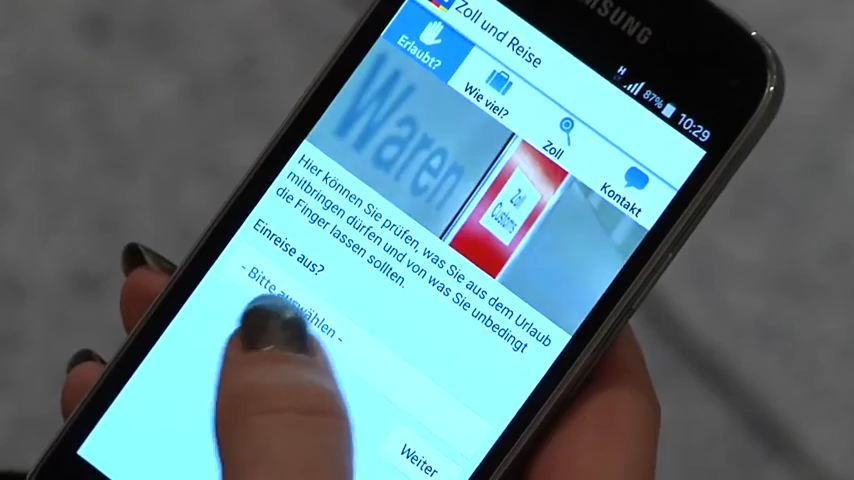 SAMSUNG
H 87% 10:29
Zoll und Reise
Erlaubt?
Wie viel?
Zoll
Kontakt
Waren
Zoll
Customs
Hier können Sie prüfen, was Sie aus dem Urlaub
mitbringen dürfen und von was Sie unbedingt
die Finger lassen sollten.
Einreise aus?
- Bitte auswählen -
Weiter